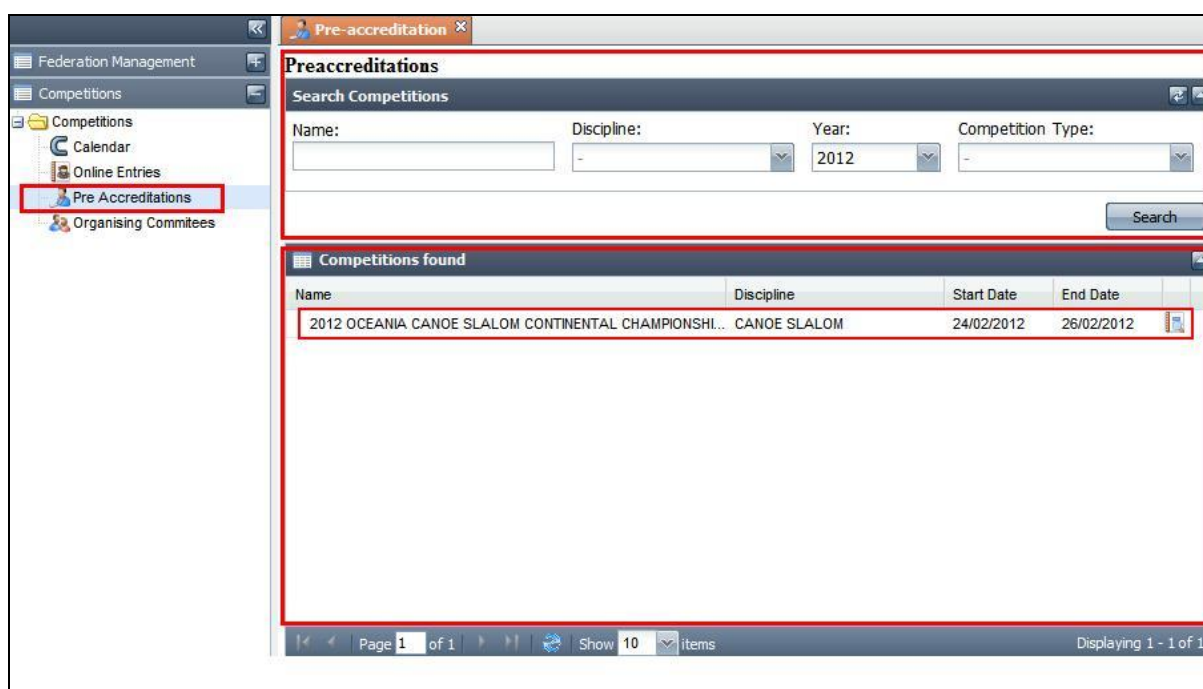 Pre-accreditation
Federation Management
Competitions
Competitions
Calendar
Online Entries
Pre Accreditations
Organising Commitees
Preaccreditations
Search Competitions
Name: Discipline: Year: Competition Type:
- 2012 -
Search
Competitions found
Name Discipline Start Date End Date
2012 OCEANIA CANOE SLALOM CONTINENTAL CHAMPIONSHI... CANOE SLALOM 24/02/2012 26/02/2012
Page 1 of 1 Show 10 items Displaying 1 - 1 of 1